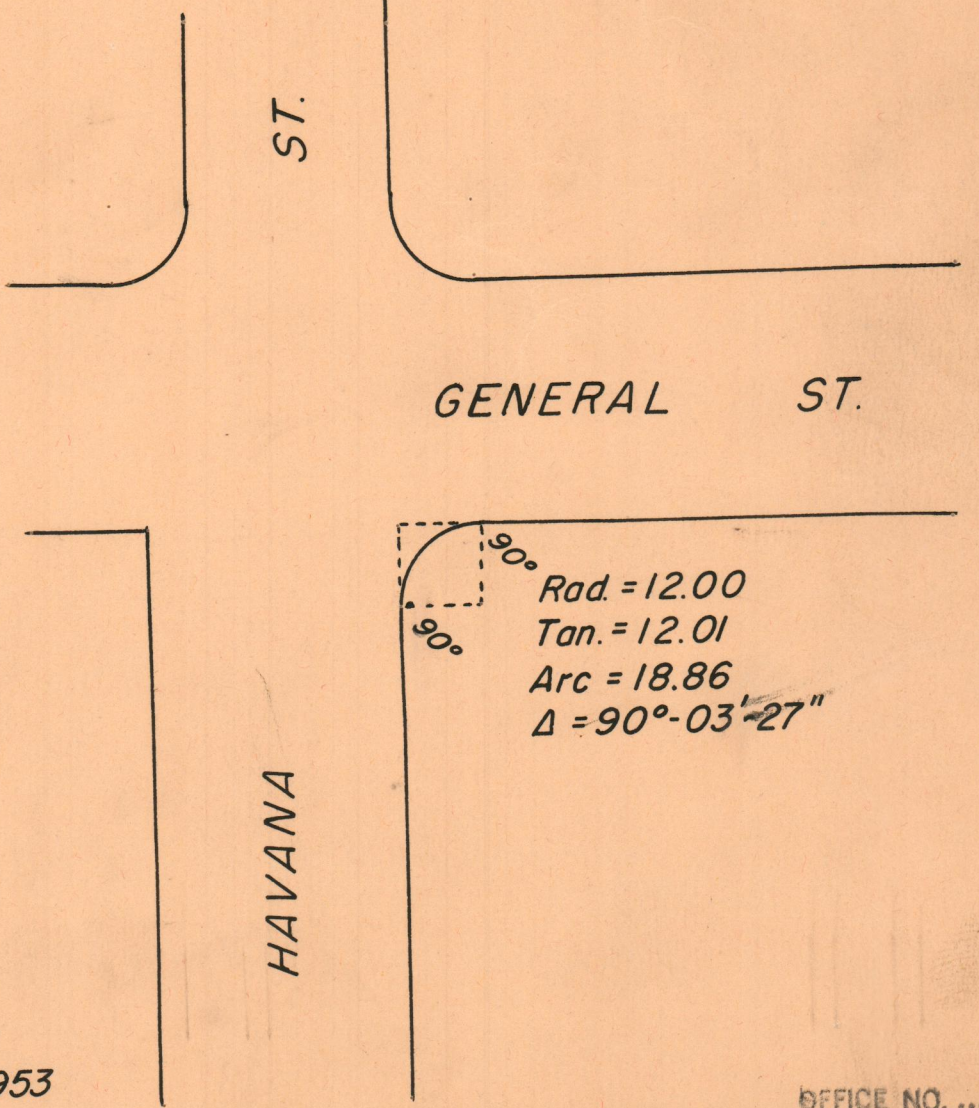 ST.
GENERAL ST.
90°
90°
Rad. = 12.00
Tan. = 12.01
Arc = 18.86
Δ = 90°-03'-27"
HAVANA
953
OFFICE NO.